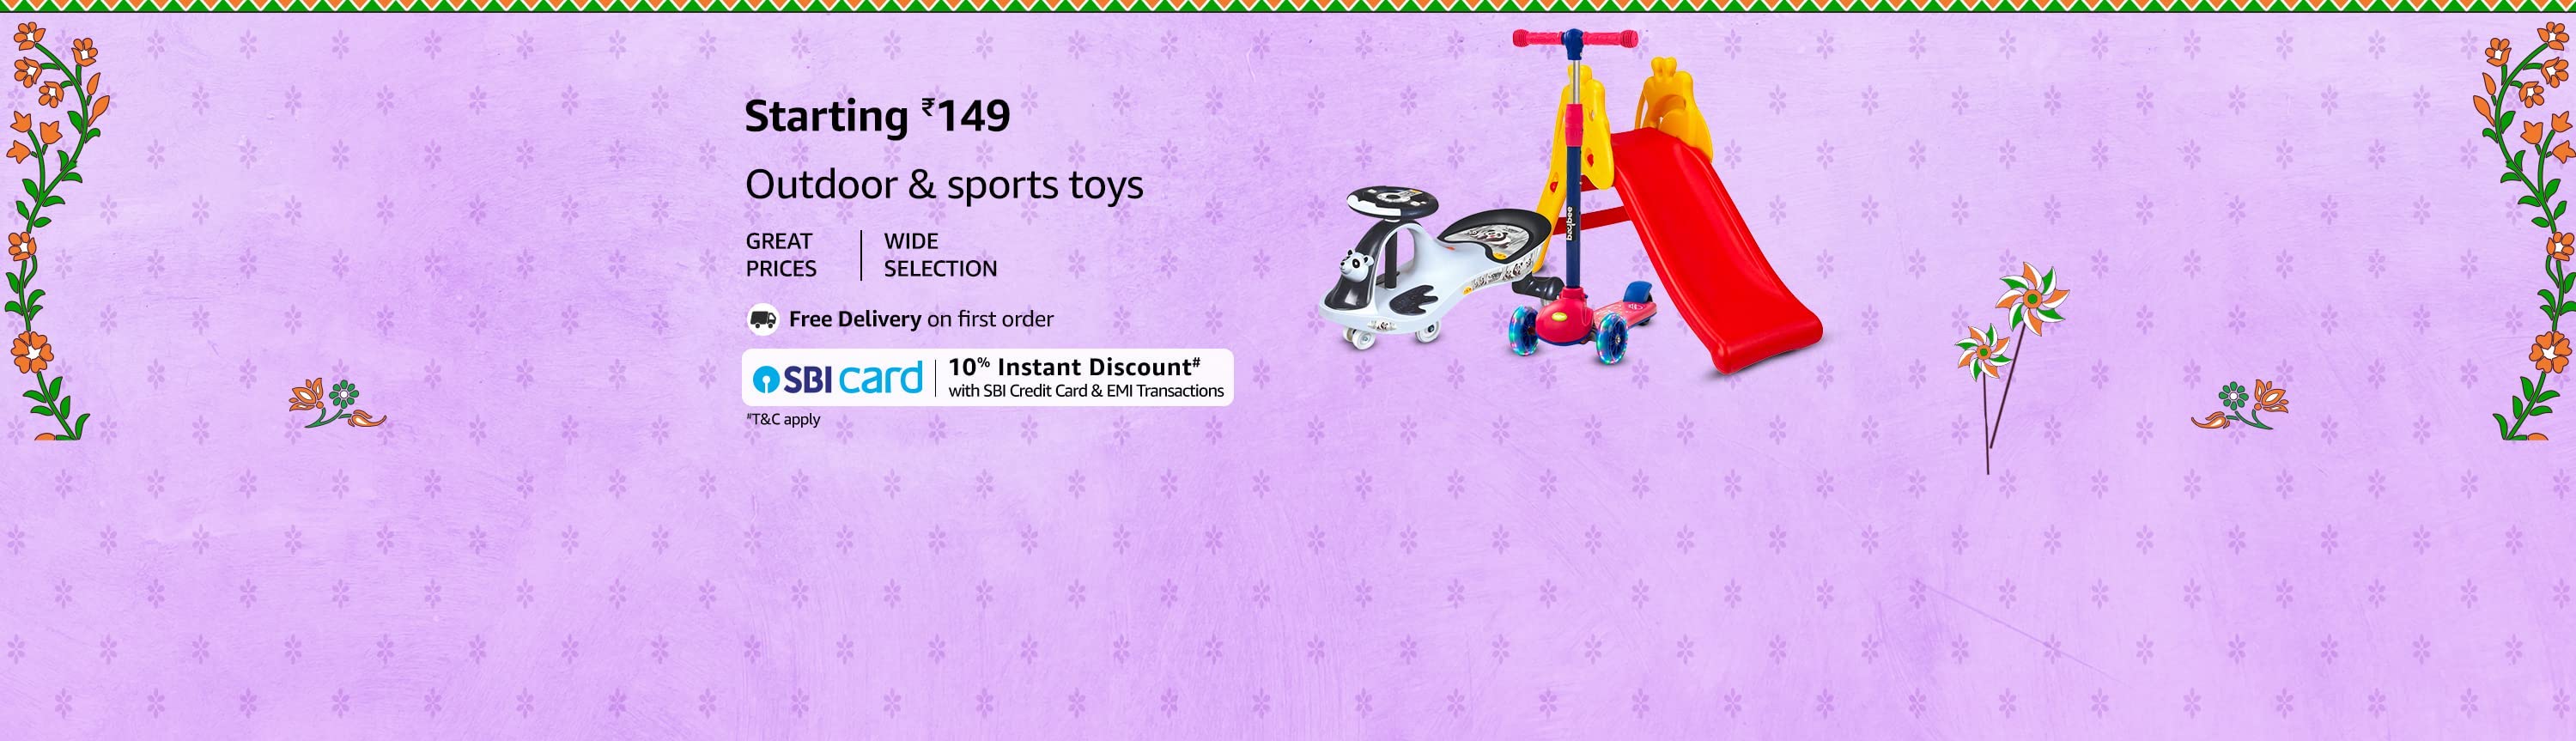 Starting ₹149
Outdoor & sports toys
GREAT PRICES
WIDE SELECTION
Free Delivery on first order
SBI card
10% Instant Discount#
with SBI Credit Card & EMI Transactions
#T&C apply
baybee